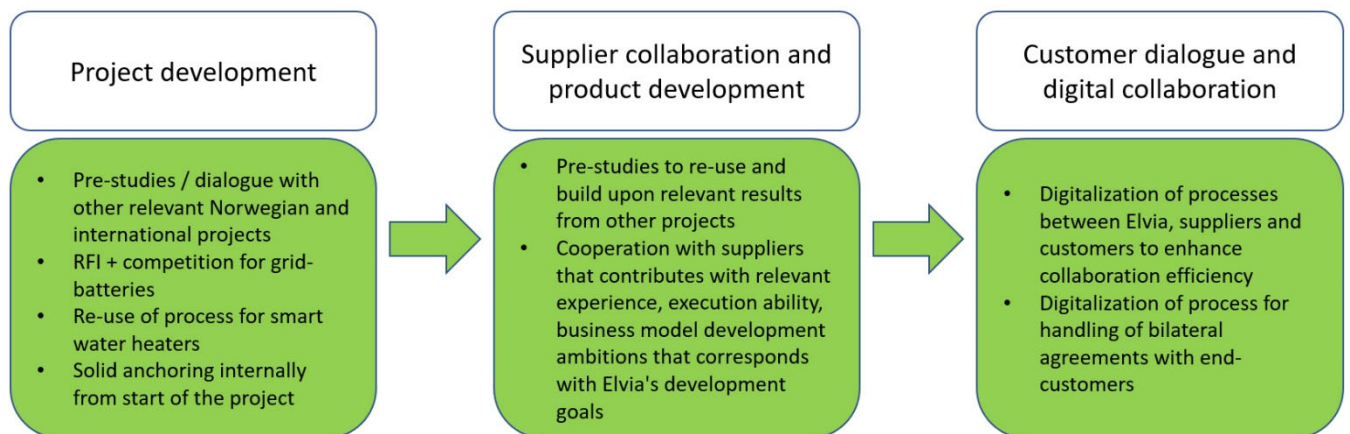 Project development
• Pre-studies / dialogue with
other relevant Norwegian and
international projects
• RFI + competition for grid-
batteries
• Re-use of process for smart
water heaters
• Solid anchoring internally
from start of the project
Supplier collaboration and
product development
• Pre-studies to re-use and
build upon relevant results
from other projects
• Cooperation with suppliers
that contributes with relevant
experience, execution ability,
business model development
ambitions that corresponds
with Elvia's development
goals
Customer dialogue and
digital collaboration
• Digitalization of processes
between Elvia, suppliers and
customers to enhance
collaboration efficiency
• Digitalization of process for
handling of bilateral
agreements with end-
customers